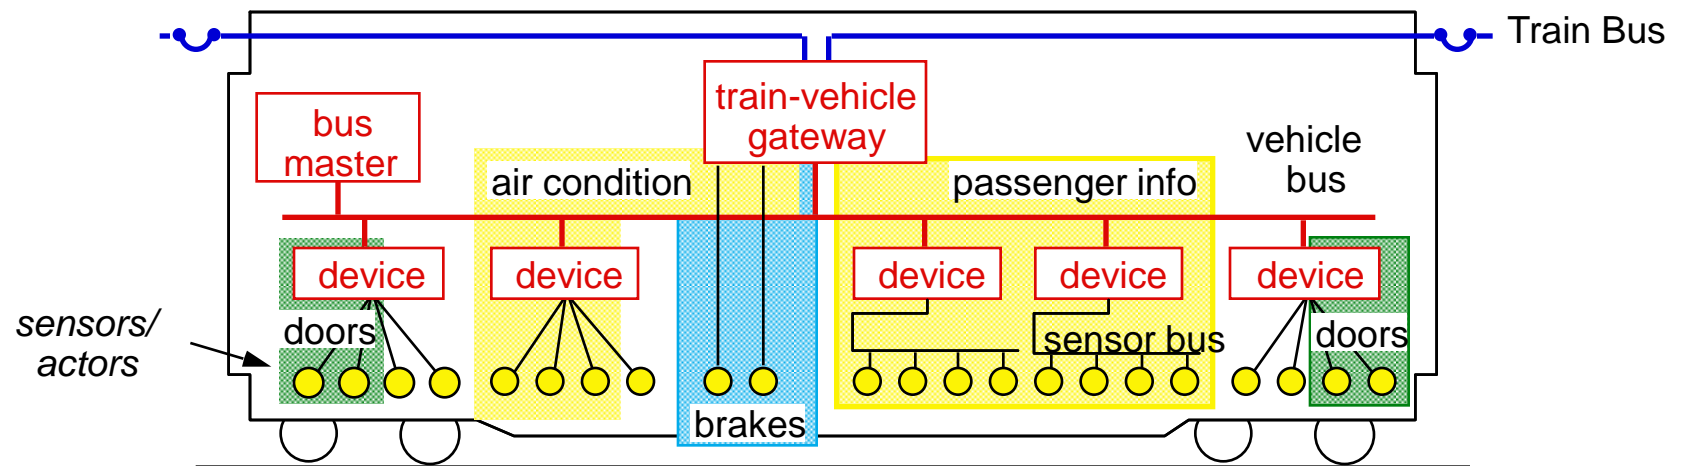 Train Bus
train-vehicle
gateway
bus
master
vehicle
bus
air condition
passenger info
device
device
device
device
device
sensors/
actors
doors
sensor bus
doors
brakes